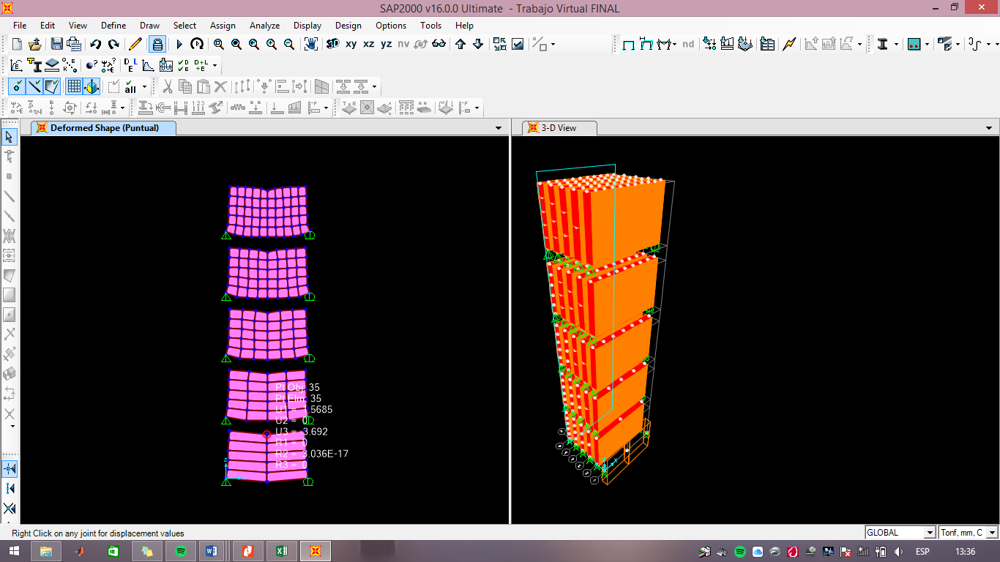 SAP2000 v16.0.0 Ultimate - Trabajo Virtual FINAL
File Edit View Define Draw Select Assign Analyze Display Design Options Tools Help
3D xy xz yz nv nd
all
Deformed Shape (Puntual)
3-D View
Pt Obj: 35
Pt Elm: 35
U1 = 1.5685
U2 = 0
U3 = -3.692
R1 = 0
R2 = 3.036E-17
R3 = 0
Z
X
Right Click on any joint for displacement values
GLOBAL
Tonf, mm, C
ESP
13:36